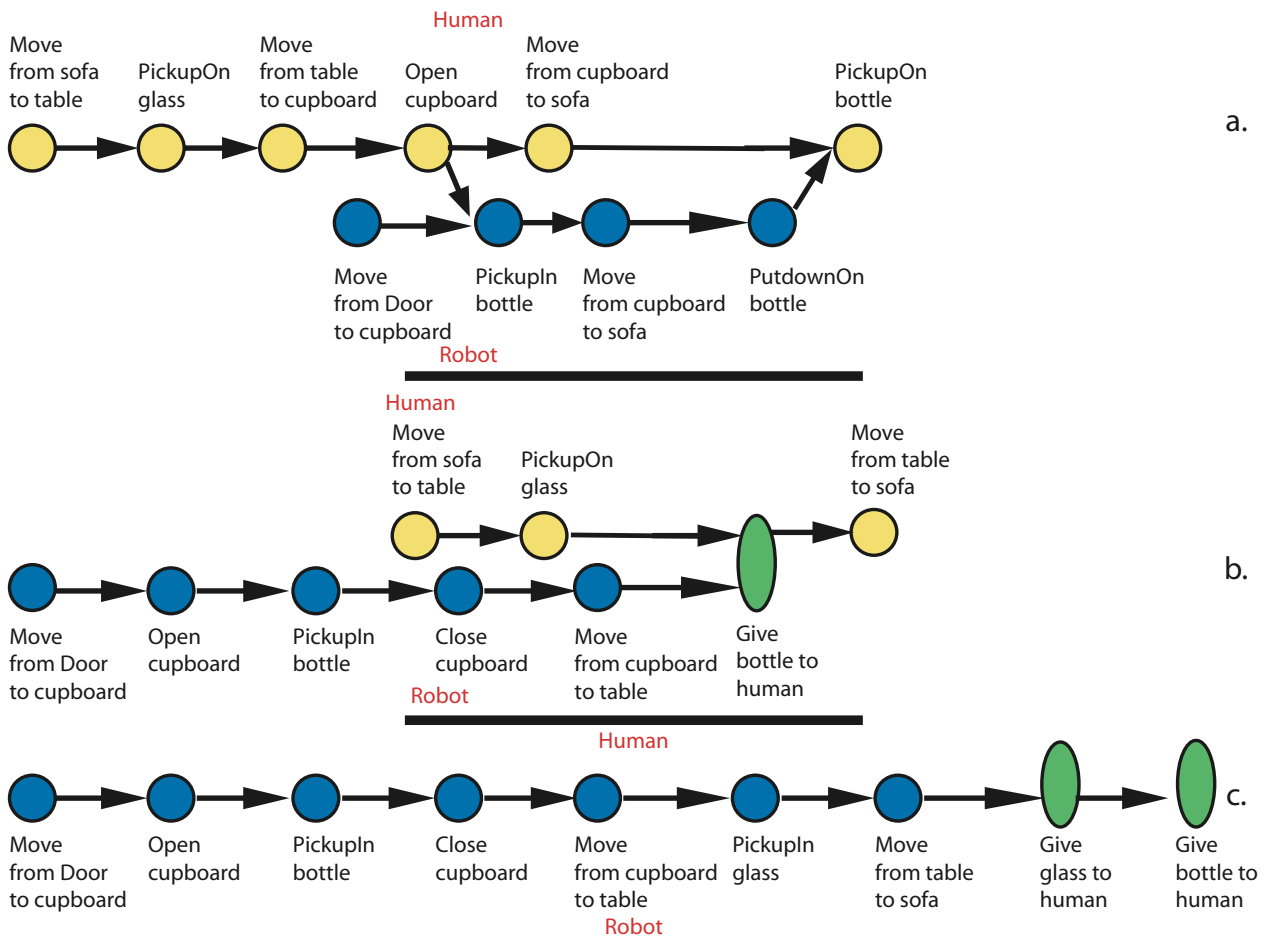 Human
Move
from sofa
to table
PickupOn
glass
Move
from table
to cupboard
Open
cupboard
Move
from cupboard
to sofa
PickupOn
bottle
a.
Move
from Door
to cupboard
PickupIn
bottle
Move
from cupboard
to sofa
PutdownOn
bottle
Robot
Human
Move
from sofa
to table
PickupOn
glass
Move
from table
to sofa
b.
Move
from Door
to cupboard
Open
cupboard
PickupIn
bottle
Close
cupboard
Move
from cupboard
to table
Give
bottle to
human
Robot
Human
c.
Move
from Door
to cupboard
Open
cupboard
PickupIn
bottle
Close
cupboard
Move
from cupboard
to table
PickupIn
glass
Move
from table
to sofa
Give
glass to
human
Give
bottle to
human
Robot